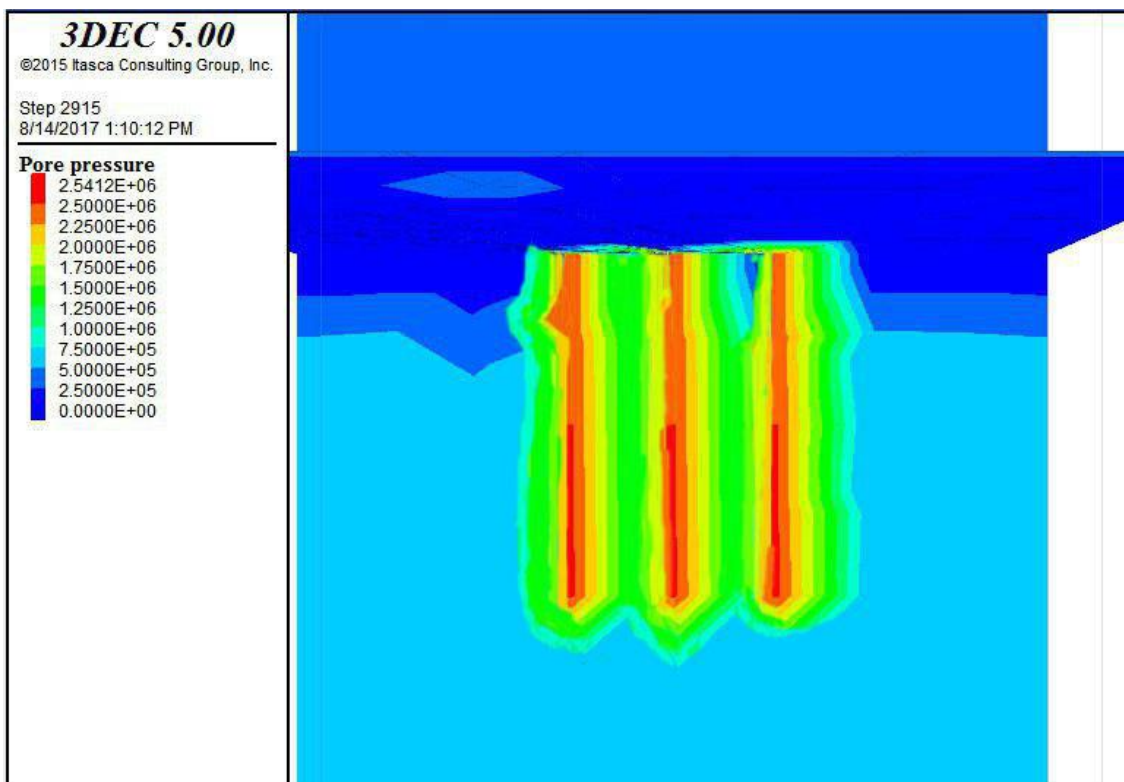 3DEC 5.00
©2015 Itasca Consulting Group, Inc.
Step 2915
8/14/2017 1:10:12 PM
Pore pressure
2.5412E+06
2.5000E+06
2.2500E+06
2.0000E+06
1.7500E+06
1.5000E+06
1.2500E+06
1.0000E+06
7.5000E+05
5.0000E+05
2.5000E+05
0.0000E+00